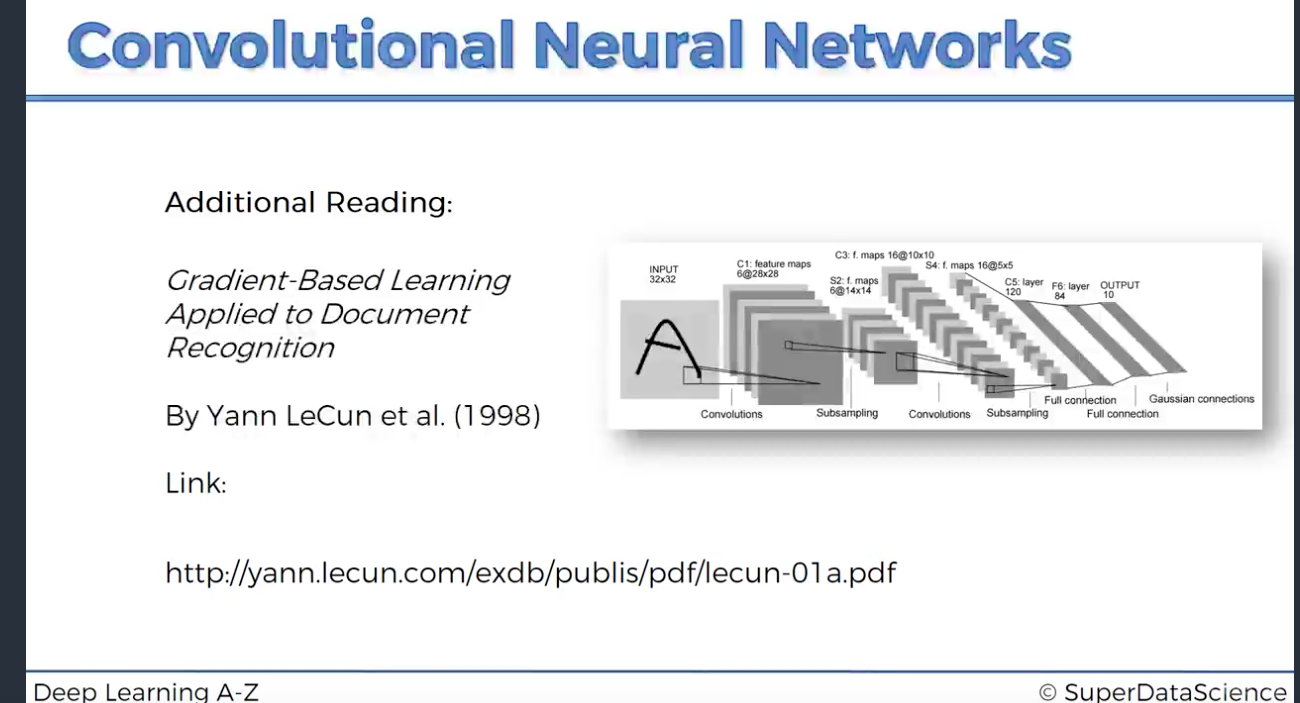 Convolutional Neural Networks
Additional Reading:
Gradient-Based Learning
Applied to Document
Recognition
By Yann LeCun et al. (1998)
Link:
http://yann.lecun.com/exdb/publis/pdf/lecun-01a.pdf
INPUT
32x32
C1: feature maps
6@28x28
C3: f. maps 16@10x10
S2: f. maps
6@14x14
S4: f. maps 16@5x5
C5: layer
120
F6: layer
84
OUTPUT
10
A
Convolutions
Subsampling
Convolutions
Subsampling
Full connection
Full connection
Gaussian connections
Deep Learning A-Z
© SuperDataScience